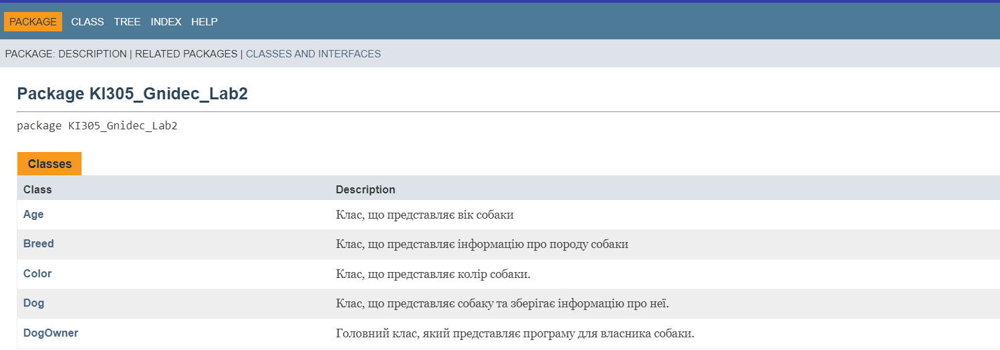 PACKAGE CLASS TREE INDEX HELP
PACKAGE: DESCRIPTION | RELATED PACKAGES | CLASSES AND INTERFACES
Package KI305_Gnidec_Lab2
package KI305_Gnidec_Lab2
Classes
Class Description
Age Клас, що представляє вік собаки
Breed Клас, що представляє інформацію про породу собаки
Color Клас, що представляє колір собаки.
Dog Клас, що представляє собаку та зберігає інформацію про неї.
DogOwner Головний клас, який представляє програму для власника собаки.